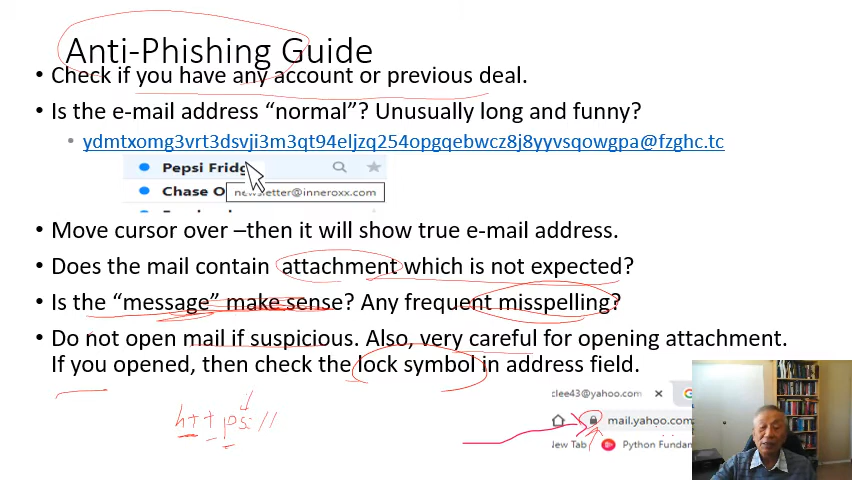 Anti-Phishing Guide
• Check if you have any account or previous deal.
• Is the e-mail address “normal”? Unusually long and funny?
• ydmtxomg3vrt3dsvji3m3qt94eljzq254opgqebwcz8j8yyvsqowgpa@fzghc.tc
Pepsi Fridg
Chase O
newsletter@inneroxx.com
• Move cursor over –then it will show true e-mail address.
• Does the mail contain attachment which is not expected?
• Is the “message” make sense? Any frequent misspelling?
• Do not open mail if suspicious. Also, very careful for opening attachment.
If you opened, then check the lock symbol in address field.
clee43@yahoo.com
https://
mail.yahoo.com
New Tab
Python Fundam